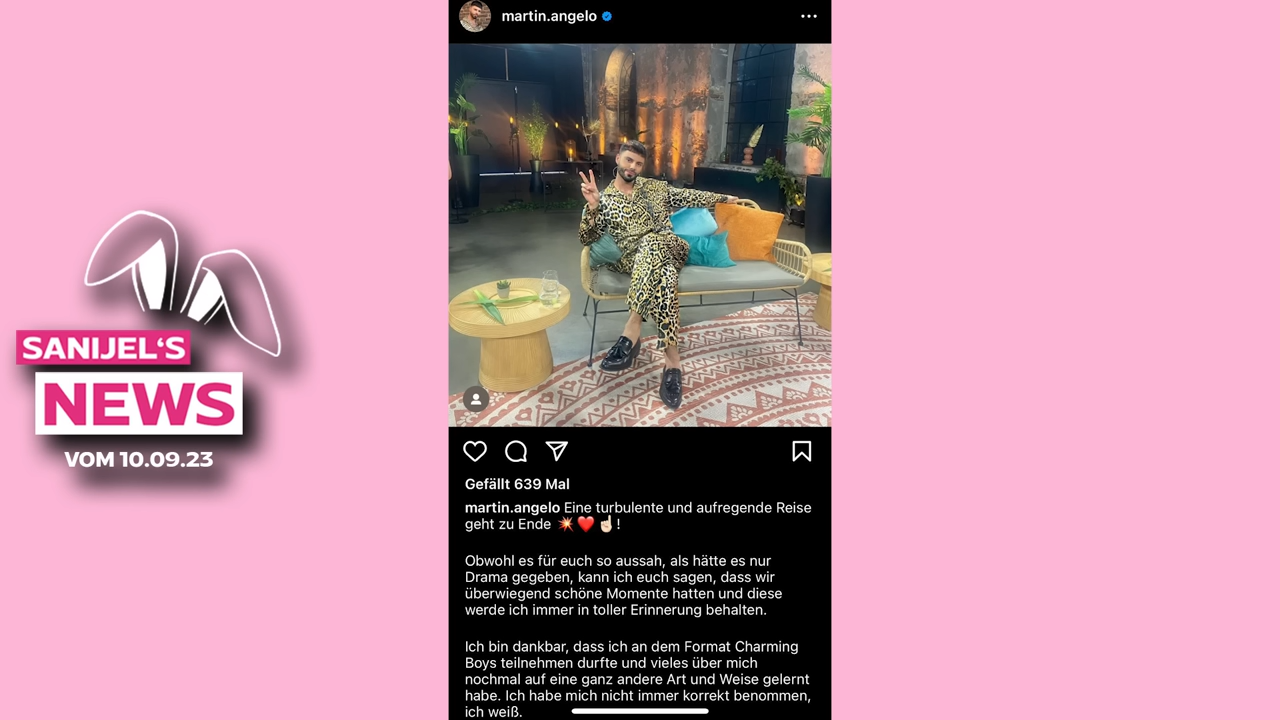 SANIJEL'S
NEWS
VOM 10.09.23
martin.angelo
Gefällt 639 Mal
martin.angelo Eine turbulente und aufregende Reise
geht zu Ende 💥❤️☝🏻!
Obwohl es für euch so aussah, als hätte es nur
Drama gegeben, kann ich euch sagen, dass wir
überwiegend schöne Momente hatten und diese
werde ich immer in toller Erinnerung behalten.
Ich bin dankbar, dass ich an dem Format Charming
Boys teilnehmen durfte und vieles über mich
nochmal auf eine ganz andere Art und Weise gelernt
habe. Ich habe mich nicht immer korrekt benommen,
ich weiß.